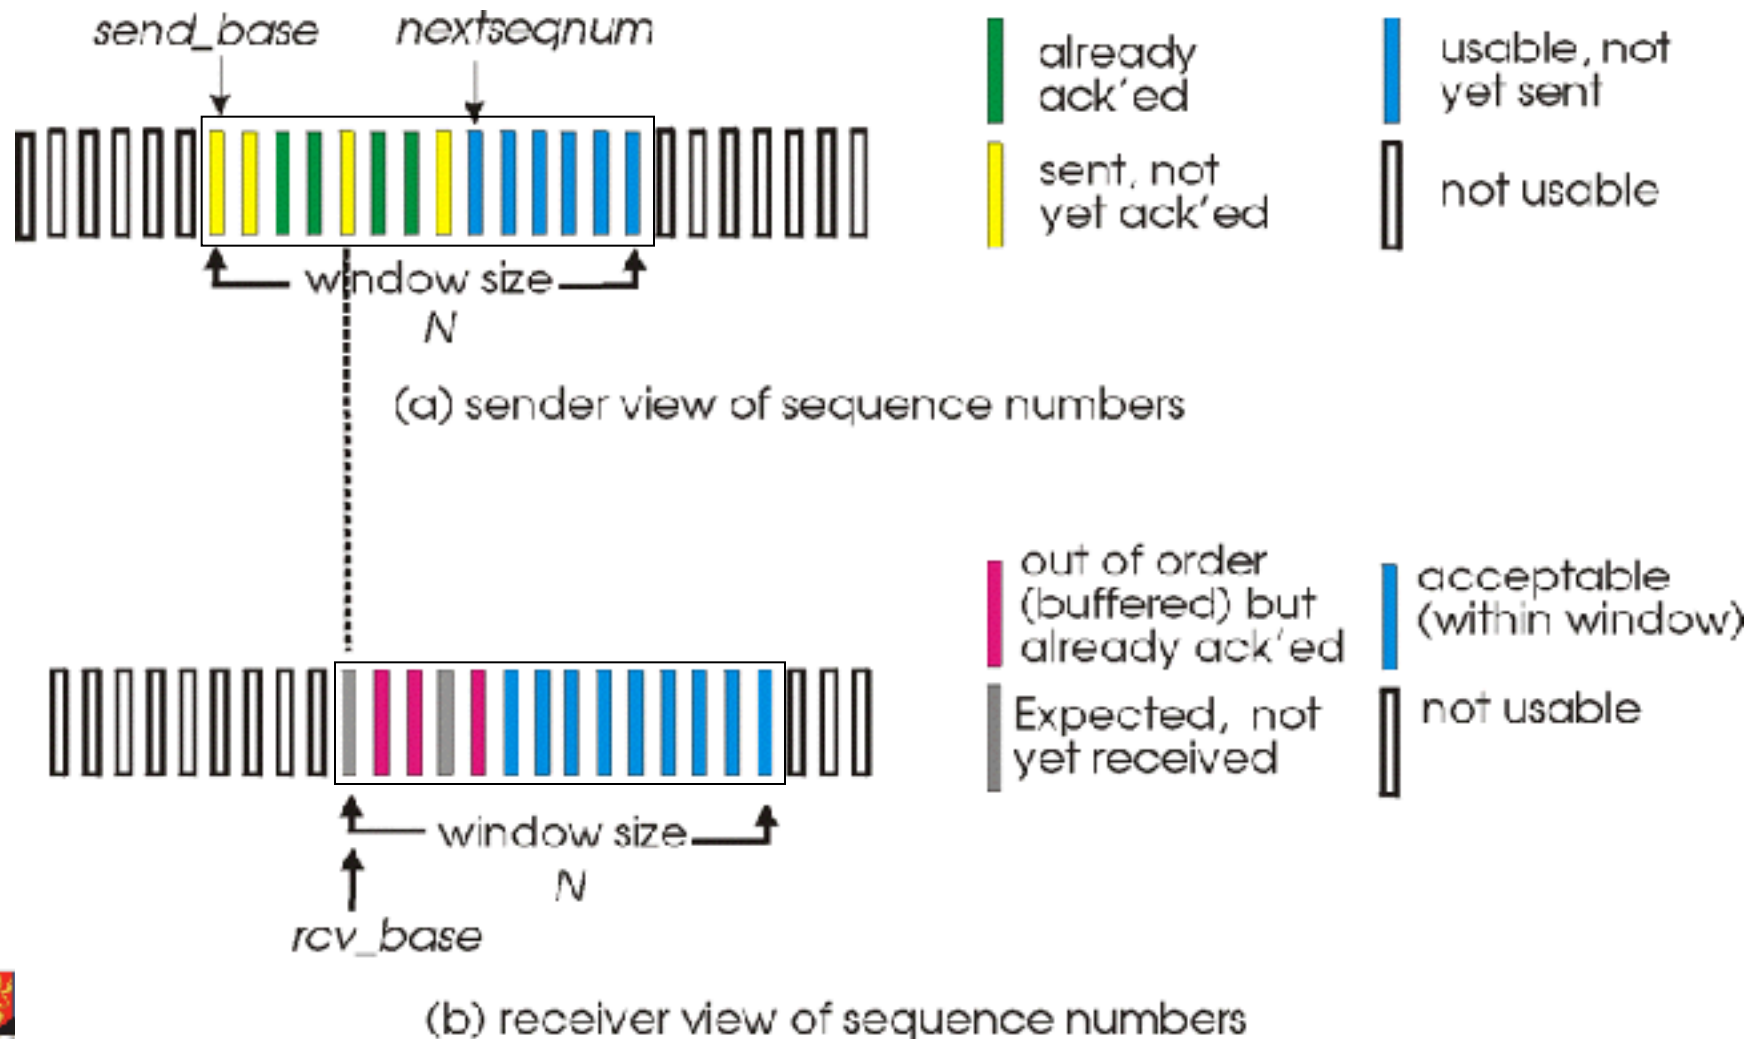 send_base
nextseqnum
already
ack'ed
usable, not
yet sent
sent, not
yet ack'ed
not usable
window size
N
(a) sender view of sequence numbers
out of order
(buffered) but
already ack'ed
acceptable
(within window)
Expected, not
yet received
not usable
window size
N
rcv_base
(b) receiver view of sequence numbers